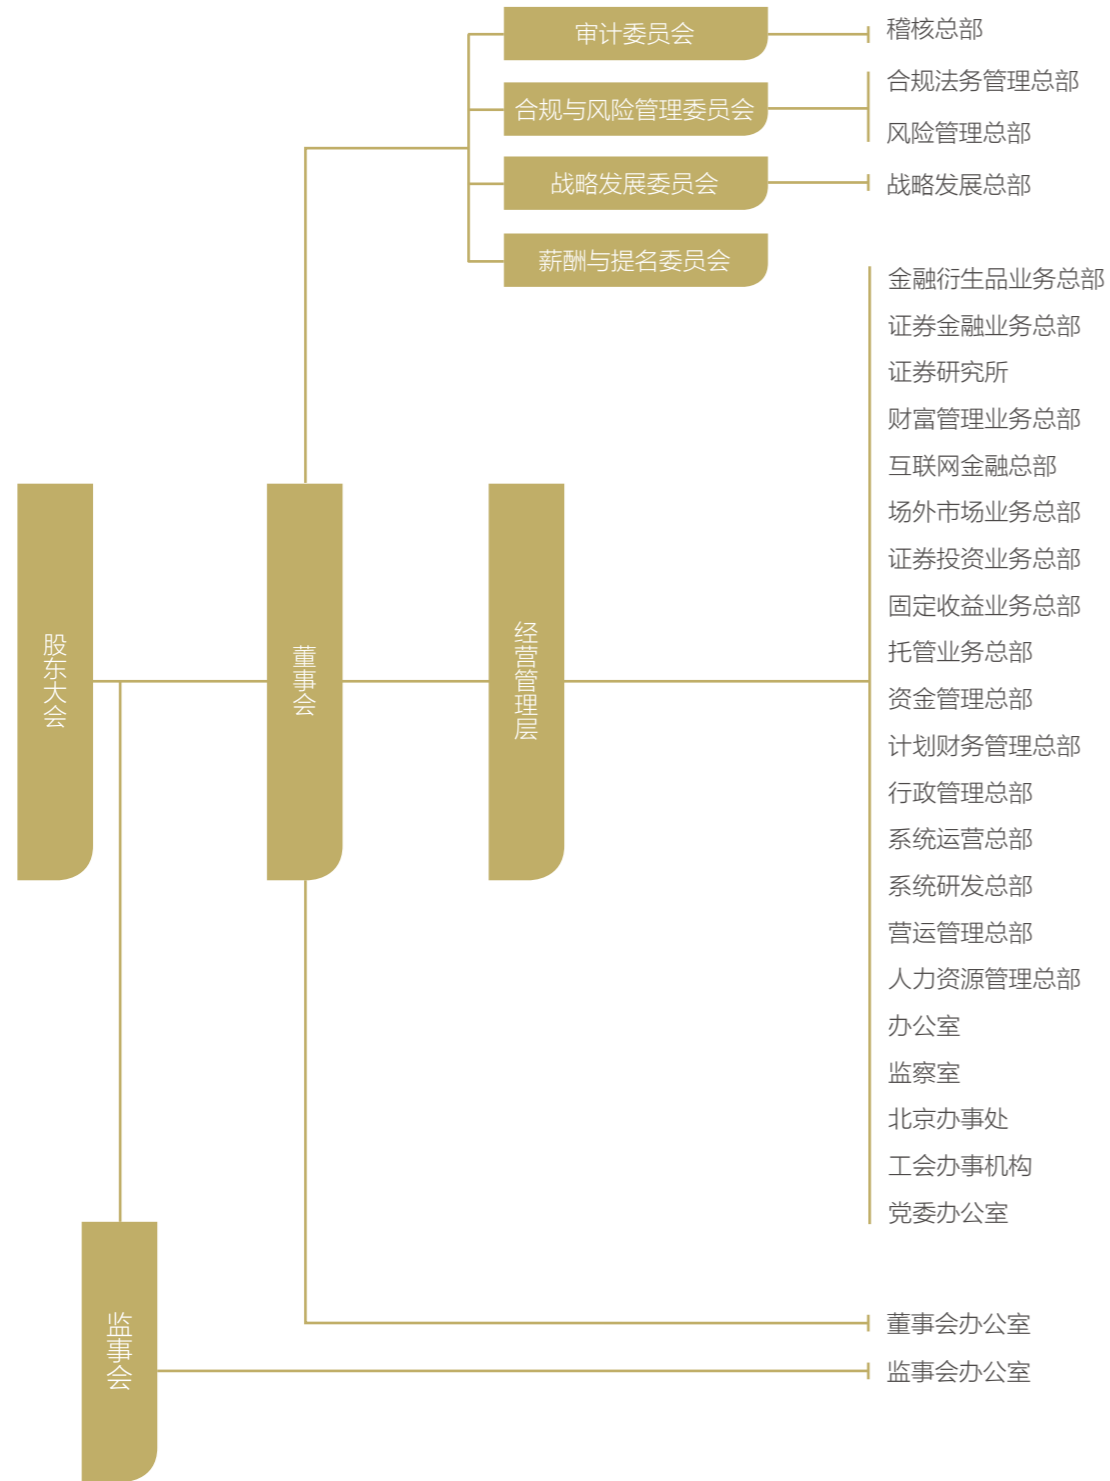 审计委员会
稽核总部
合规与风险管理委员会
合规法务管理总部
风险管理总部
战略发展委员会
战略发展总部
薪酬与提名委员会
股东大会
董事会
经营管理层
金融衍生品业务总部
证券金融业务总部
证券研究所
财富管理业务总部
互联网金融总部
场外市场业务总部
证券投资业务总部
固定收益业务总部
托管业务总部
资金管理总部
计划财务管理总部
行政管理总部
系统运营总部
系统研发总部
营运管理总部
人力资源管理总部
办公室
监察室
北京办事处
工会办事机构
党委办公室
监事会
董事会办公室
监事会办公室